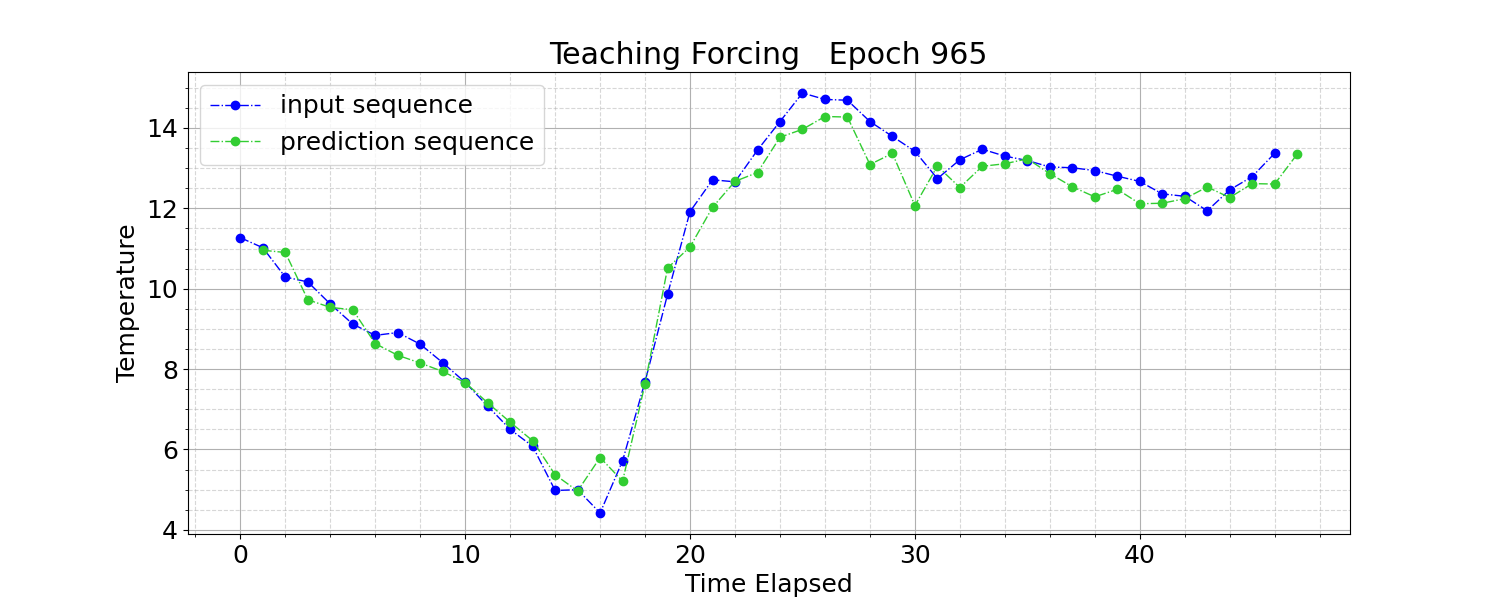 Teaching Forcing   Epoch 965
input sequence
prediction sequence
Temperature
14
12
10
8
6
4
0 10 20 30 40
Time Elapsed